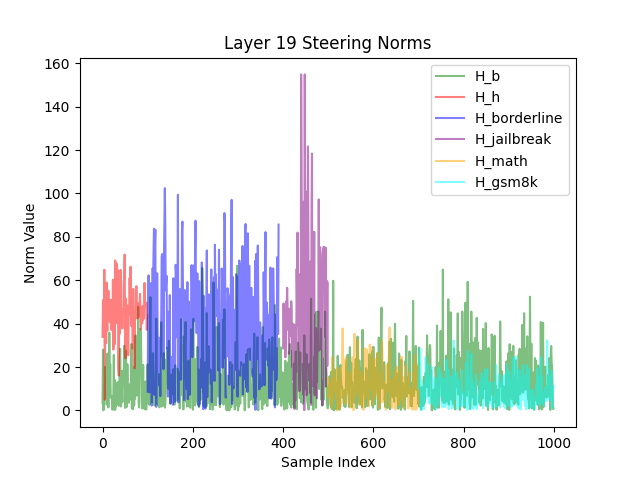 Layer 19 Steering Norms
160
140
120
100
80
60
40
20
0
Norm Value
H_b
H_h
H_borderline
H_jailbreak
H_math
H_gsm8k
0
200
400
600
800
1000
Sample Index